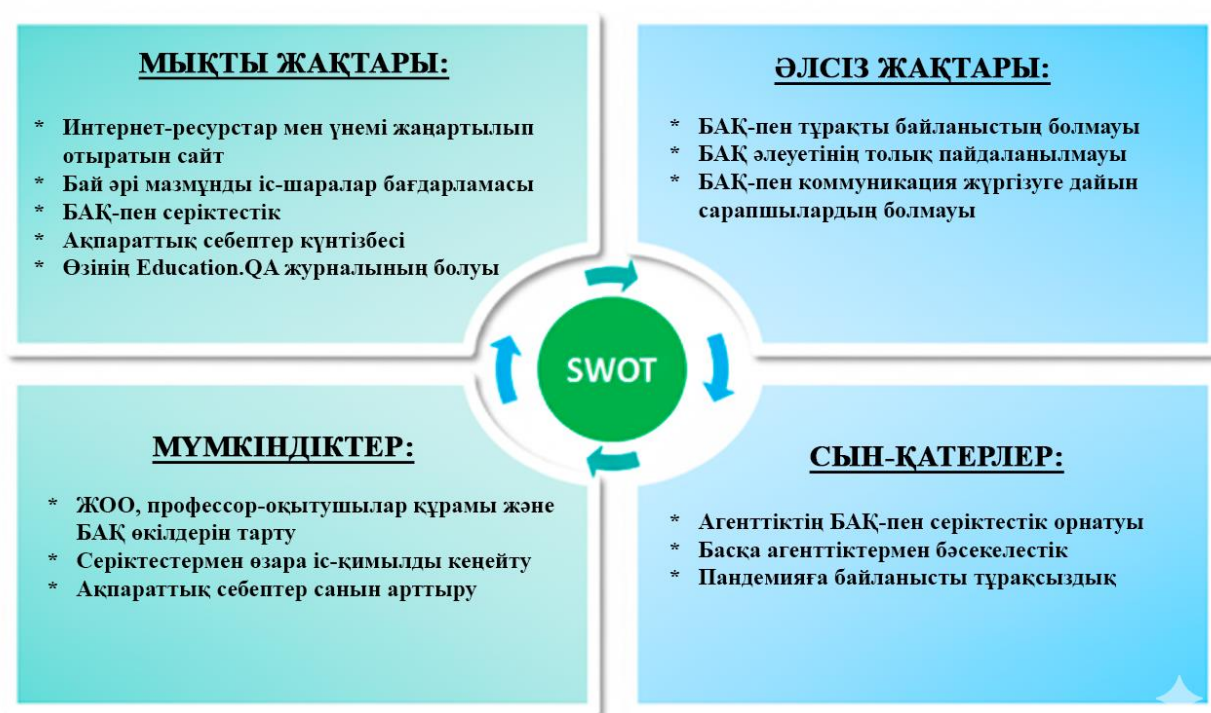 МЫҚТЫ ЖАҚТАРЫ:
* Интернет-ресурстар мен үнемі жаңартылып
отыратын сайт
* Бай әрі мазмұнды іс-шаралар бағдарламасы
* БАҚ-пен серіктестік
* Ақпараттық себептер күнтізбесі
* Өзінің Education.QA журналының болуы
ӘЛСІЗ ЖАҚТАРЫ:
* БАҚ-пен тұрақты байланыстың болмауы
* БАҚ әлеуетінің толық пайдаланылмауы
* БАҚ-пен коммуникация жүргізуге дайын
сарапшылардың болмауы
SWOT
МҮМКІНДІКТЕР:
* ЖОО, профессор-оқытушылар құрамы және
БАҚ өкілдерін тарту
* Серіктестермен өзара іс-қимылды кеңейту
* Ақпараттық себептер санын арттыру
СЫН-ҚАТЕРЛЕР:
* Агенттіктің БАҚ-пен серіктестік орнатуы
* Басқа агенттіктермен бәсекелестік
* Пандемияға байланысты тұрақсыздық